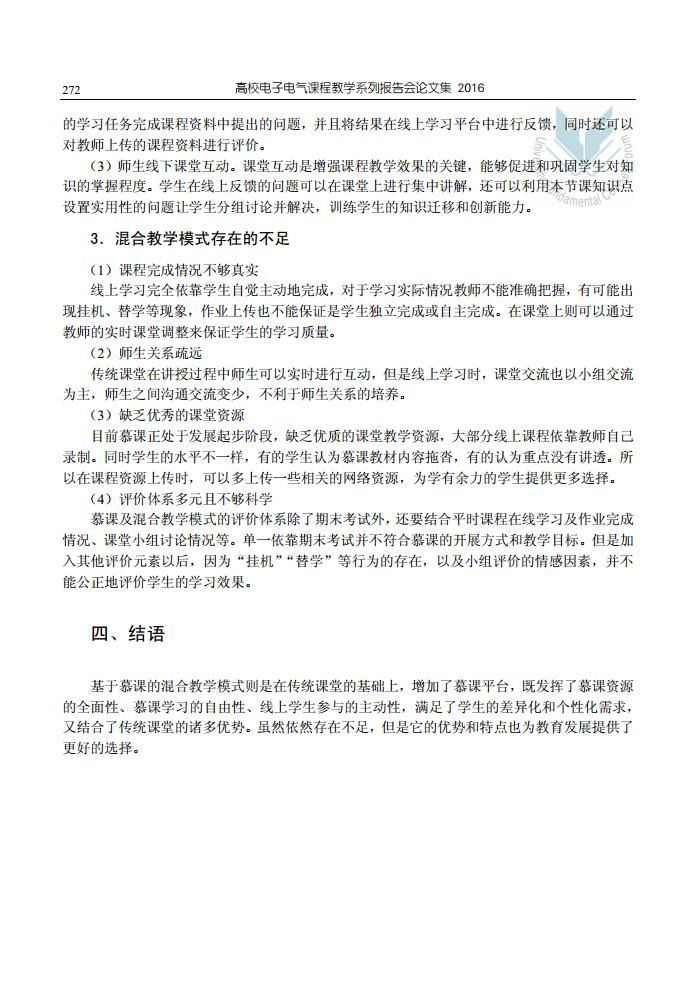 272
高校电子电气课程教学系列报告会论文集 2016
的学习任务完成课程资料中提出的问题，并且将结果在线上学习平台中进行反馈，同时还可以
对教师上传的课程资料进行评价。
（3）师生线下课堂互动。课堂互动是增强课程教学效果的关键，能够促进和巩固学生对知
识的掌握程度。学生在线上反馈的问题可以在课堂上进行集中讲解，还可以利用本节课知识点
设置实用性的问题让学生分组讨论并解决，训练学生的知识迁移和创新能力。
3．混合教学模式存在的不足
（1）课程完成情况不够真实
线上学习完全依靠学生自觉主动地完成，对于学习实际情况教师不能准确把握，有可能出
现挂机、替学等现象，作业上传也不能保证是学生独立完成或自主完成。在课堂上则可以通过
教师的实时课堂调整来保证学生的学习质量。
（2）师生关系疏远
传统课堂在讲授过程中师生可以实时进行互动，但是线上学习时，课堂交流也以小组交流
为主，师生之间沟通交流变少，不利于师生关系的培养。
（3）缺乏优秀的课堂资源
目前慕课正处于发展起步阶段，缺乏优质的课堂教学资源，大部分线上课程依靠教师自己
录制。同时学生的水平不一样，有的学生认为慕课教材内容拖沓，有的认为重点没有讲透。所
以在课程资源上传时，可以多上传一些相关的网络资源，为学有余力的学生提供更多选择。
（4）评价体系多元且不够科学
慕课及混合教学模式的评价体系除了期末考试外，还要结合平时课程在线学习及作业完成
情况、课堂小组讨论情况等。单一依靠期末考试并不符合慕课的开展方式和教学目标。但是加
入其他评价元素以后，因为“挂机”“替学”等行为的存在，以及小组评价的情感因素，并不
能公正地评价学生的学习效果。
四、结语
基于慕课的混合教学模式则是在传统课堂的基础上，增加了慕课平台，既发挥了慕课资源
的全面性、慕课学习的自由性、线上学生参与的主动性，满足了学生的差异化和个性化需求，
又结合了传统课堂的诸多优势。虽然依然存在不足，但是它的优势和特点也为教育发展提供了
更好的选择。